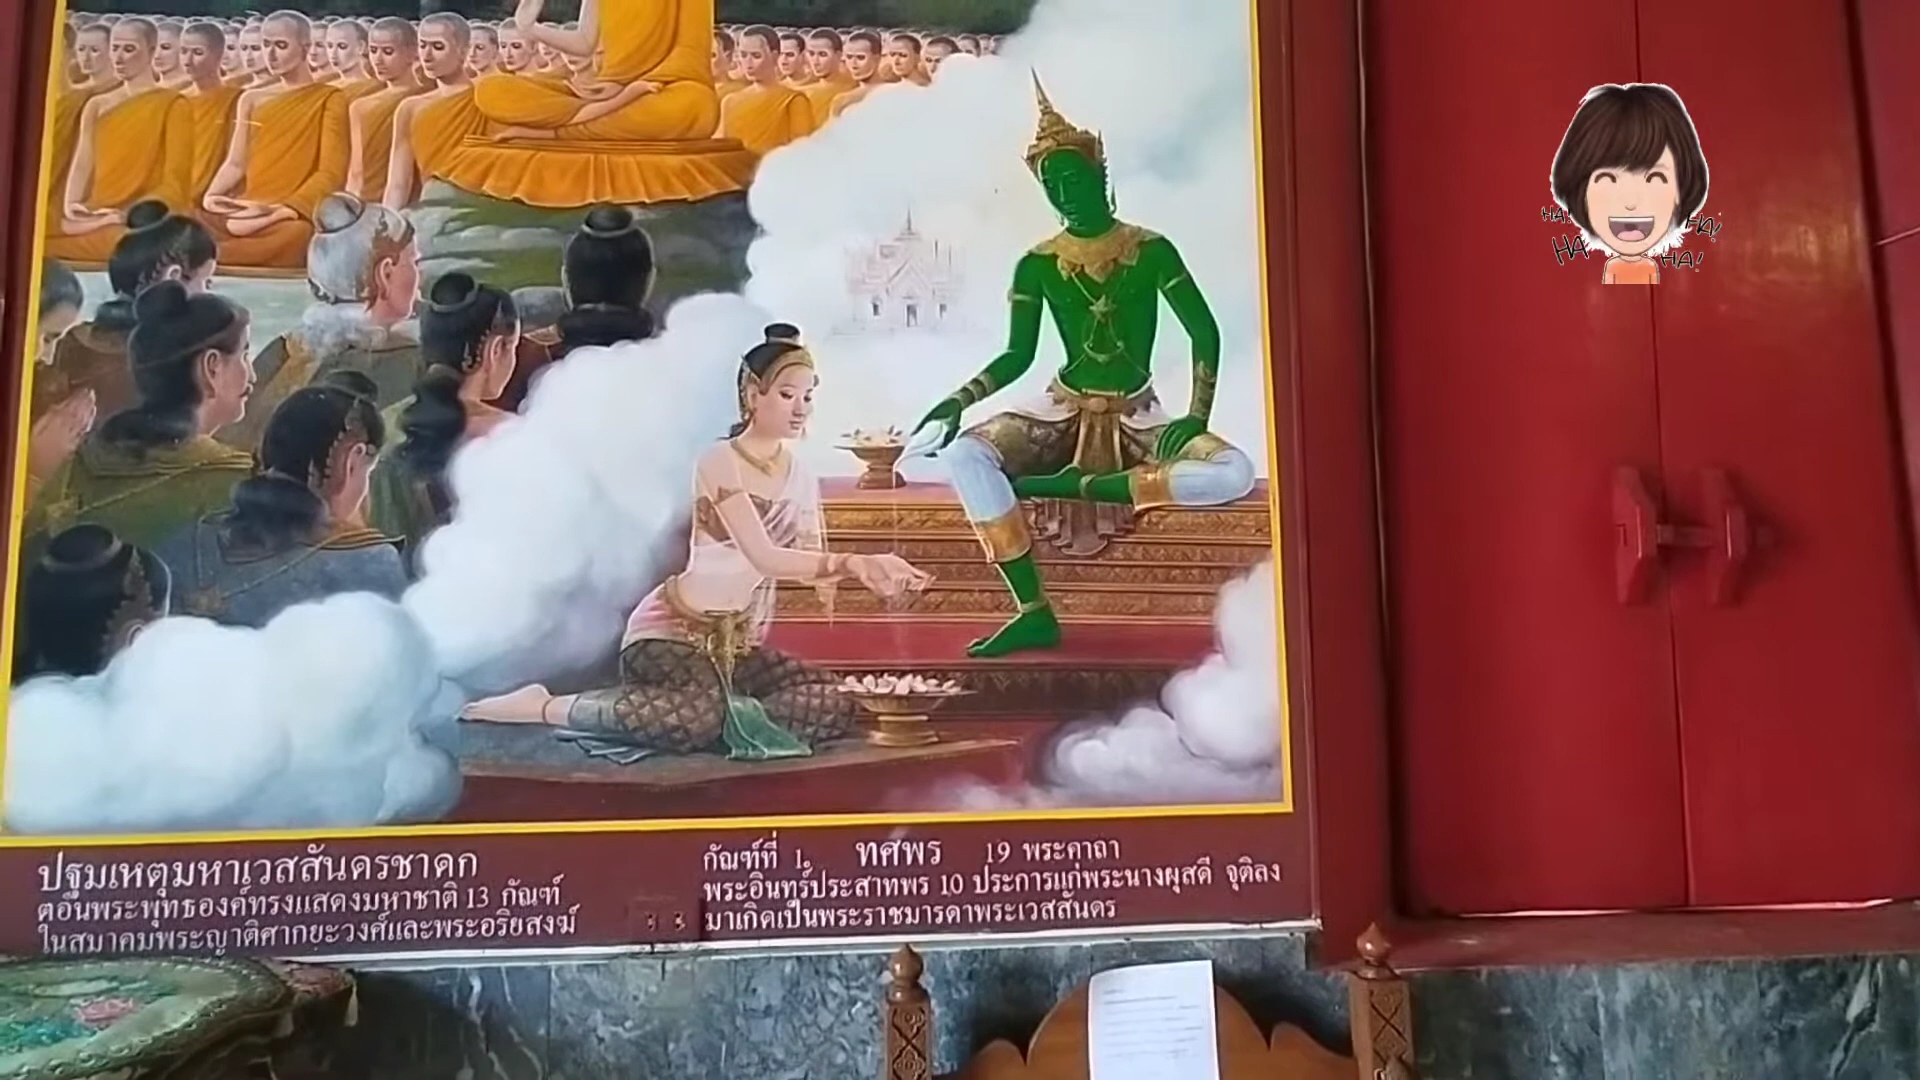 HA!
HA
HA!
HA!
ปฐมเหตุมหาเวสสันดรชาดก
ตอนพระพุทธองค์ทรงแสดงมหาชาติ 13 กัณฑ์
ในสมาคมพระญาติศากยะวงศ์และพระอริยสงฆ์
กัณฑ์ที่ 1. ทศพร 19 พระคาถา
พระอินทร์ประสาทพร 10 ประการแก่พระนางผุสดี จุติลง
มาเกิดเป็นพระราชมารดาพระเวสสันดร